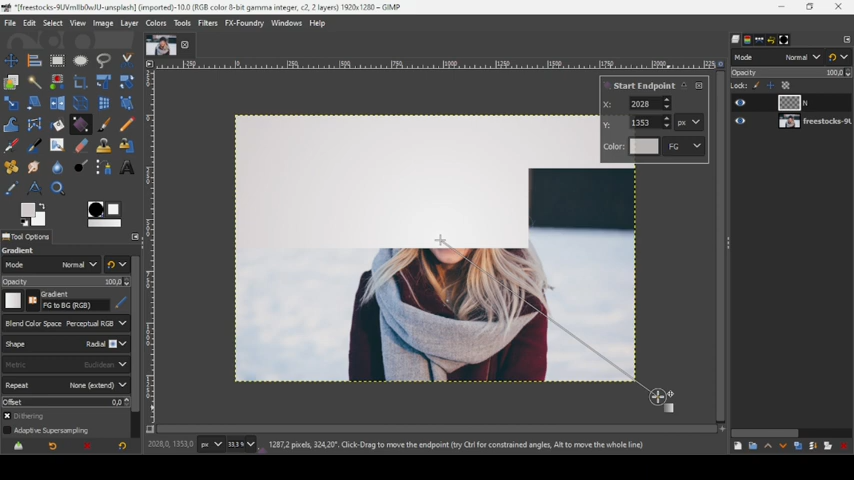 *[freestocks-9UVmlIb0wJU-unsplash] (imported)-10.0 (RGB color 8-bit gamma integer, c2, 2 layers) 1920x1280 – GIMP
File Edit Select View Image Layer Colors Tools Filters FX-Foundry Windows Help
Start Endpoint
X: 2028
Y: 1353 px
Color: FG
Mode Normal
Opacity 100,0
Lock:
N
freestocks-9U
Tool Options
Gradient
Mode Normal
Opacity 100,0
Gradient
FG to BG (RGB)
Blend Color Space Perceptual RGB
Shape Radial
Metric Euclidean
Repeat None (extend)
Offset 0,0
Dithering
Adaptive Supersampling
2028,0, 1353,0 px 33,3 % 1287,2 pixels, 324,20°. Click-Drag to move the endpoint (try Ctrl for constrained angles, Alt to move the whole line)